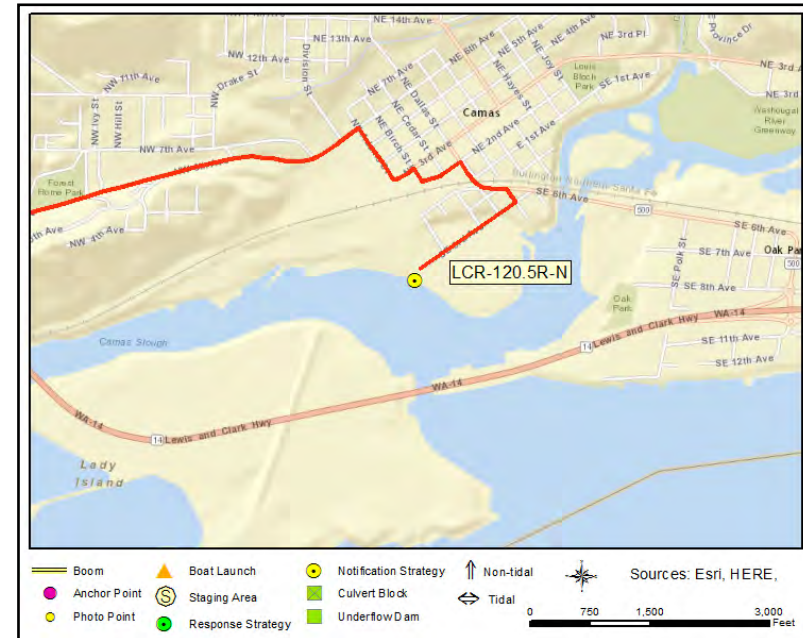 NE 14th Ave
NE 13th Ave
NW 12th Ave
Division St
NE 6th Ave
NE 5th Ave
NE 4th Ave
NE 3rd Pl
Province Dr
NW 11th Ave
Drake St
NE 7th Ave
NE Dallas St
NE Hayes St
NE Joy St
Lewis
Block
Park
SE 1st Ave
NE 3rd Ave
NE 3rd
NW Ivy St
NW Hill St
Camas
NE Cedar St
NE Birch St
3rd Ave
NE 2nd Ave
E 1st Ave
Washougal
River
Greenway
NW 7th Ave
Forest
Home Park
NW 4th Ave
Burlington Northern Santa Fe
500
SE 6th Ave
SE 6th Ave
SE Polk St
SE 7th Ave
Oak Par
500
LCR-120.5R-N
SE 8th Ave
Oak
Park
WA-14
Camas Slough
14
Lewis and Clark Hwy
SE 11th Ave
SE 12th Ave
WA-14
WA-14
14
Lewis and Clark Hwy
Lady
Island
Boom
Boat Launch
Notification Strategy
Non-tidal
Sources: Esri, HERE,
Anchor Point
S
Staging Area
Culvert Block
Tidal
Photo Point
Response Strategy
Underflow Dam
0 750 1,500 3,000
Feet